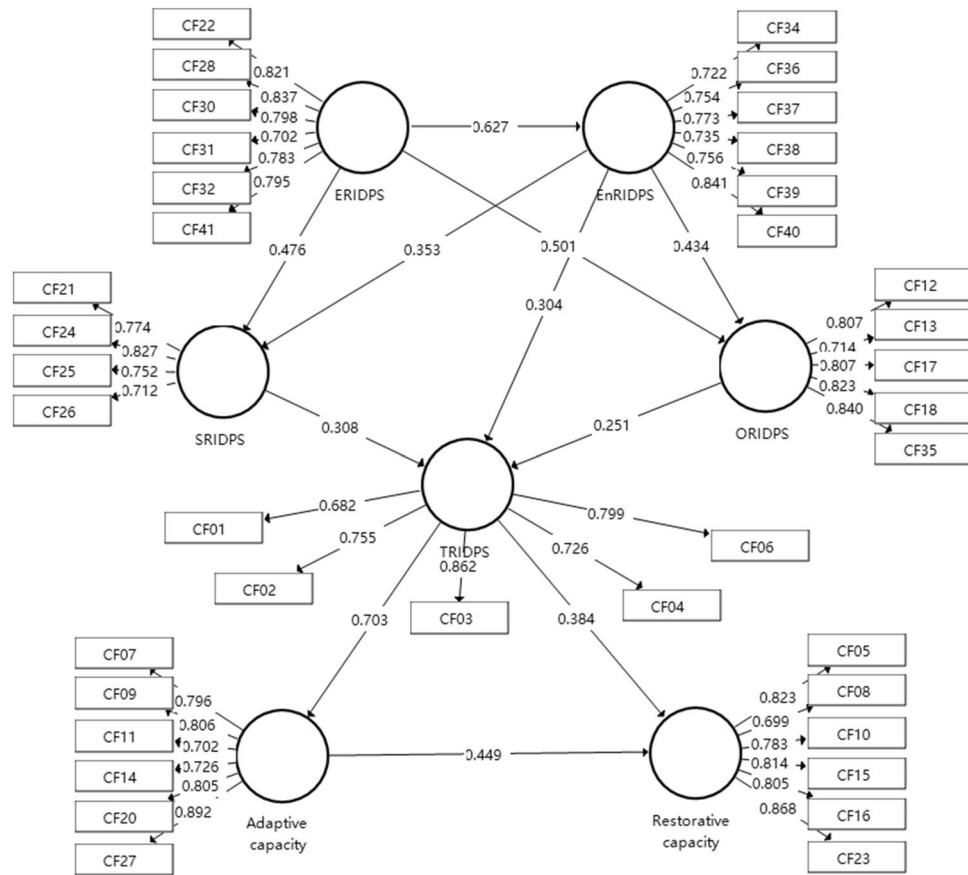 CF22
CF28
CF30
CF31
CF32
CF41
0.821
0.837
0.798
0.702
0.783
0.795
ERIDPS
0.627
EnRIDPS
CF34
CF36
CF37
CF38
CF39
CF40
0.722
0.754
0.773
0.735
0.756
0.841
0.476
0.353
0.501
0.434
0.304
CF21
CF24
CF25
CF26
0.774
0.827
0.752
0.712
SRIDPS
CF12
CF13
CF17
CF18
CF35
0.807
0.714
0.807
0.823
0.840
ORIDPS
0.308
0.251
TRIDPS
0.682
0.755
0.862
0.726
0.799
CF01
CF02
CF03
CF04
CF06
0.703
0.384
CF07
CF09
CF11
CF14
CF20
CF27
0.796
0.806
0.702
0.726
0.805
0.892
Adaptive
capacity
0.449
Restorative
capacity
CF05
CF08
CF10
CF15
CF16
CF23
0.823
0.699
0.783
0.814
0.805
0.868